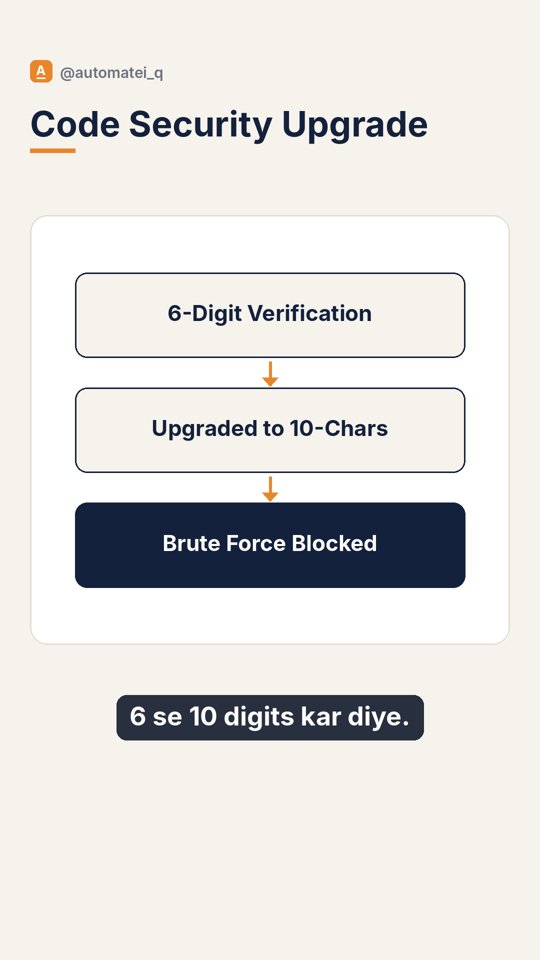 A @automatei_q
Code Security Upgrade
6-Digit Verification
Upgraded to 10-Chars
Brute Force Blocked
6 se 10 digits kar diye.